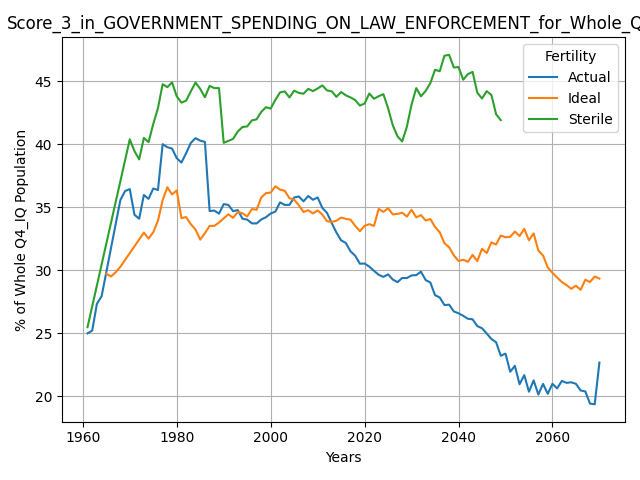 Score_3_in_GOVERNMENT_SPENDING_ON_LAW_ENFORCEMENT_for_Whole_Q
Fertility
Actual
Ideal
Sterile
% of Whole Q4_IQ Population
45
40
35
30
25
20
1960 1980 2000 2020 2040 2060
Years